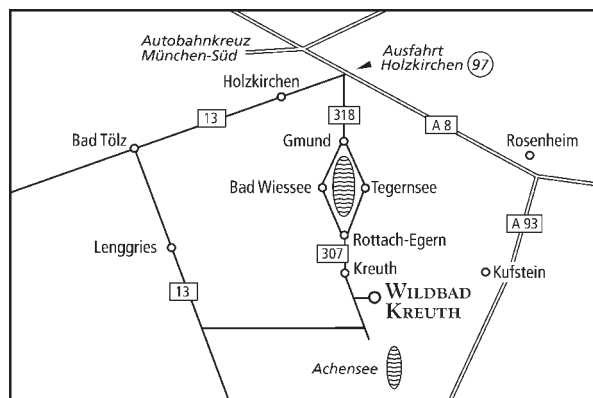 Autobahnkreuz
München-Süd
Ausfahrt
Holzkirchen 97
Holzkirchen
13
318
A 8
Bad Tölz
Gmund
Rosenheim
Bad Wiessee
Tegernsee
A 93
Rottach-Egern
Lenggries
307
Kreuth
Kufstein
13
WILDBAD
KREUTH
Achensee